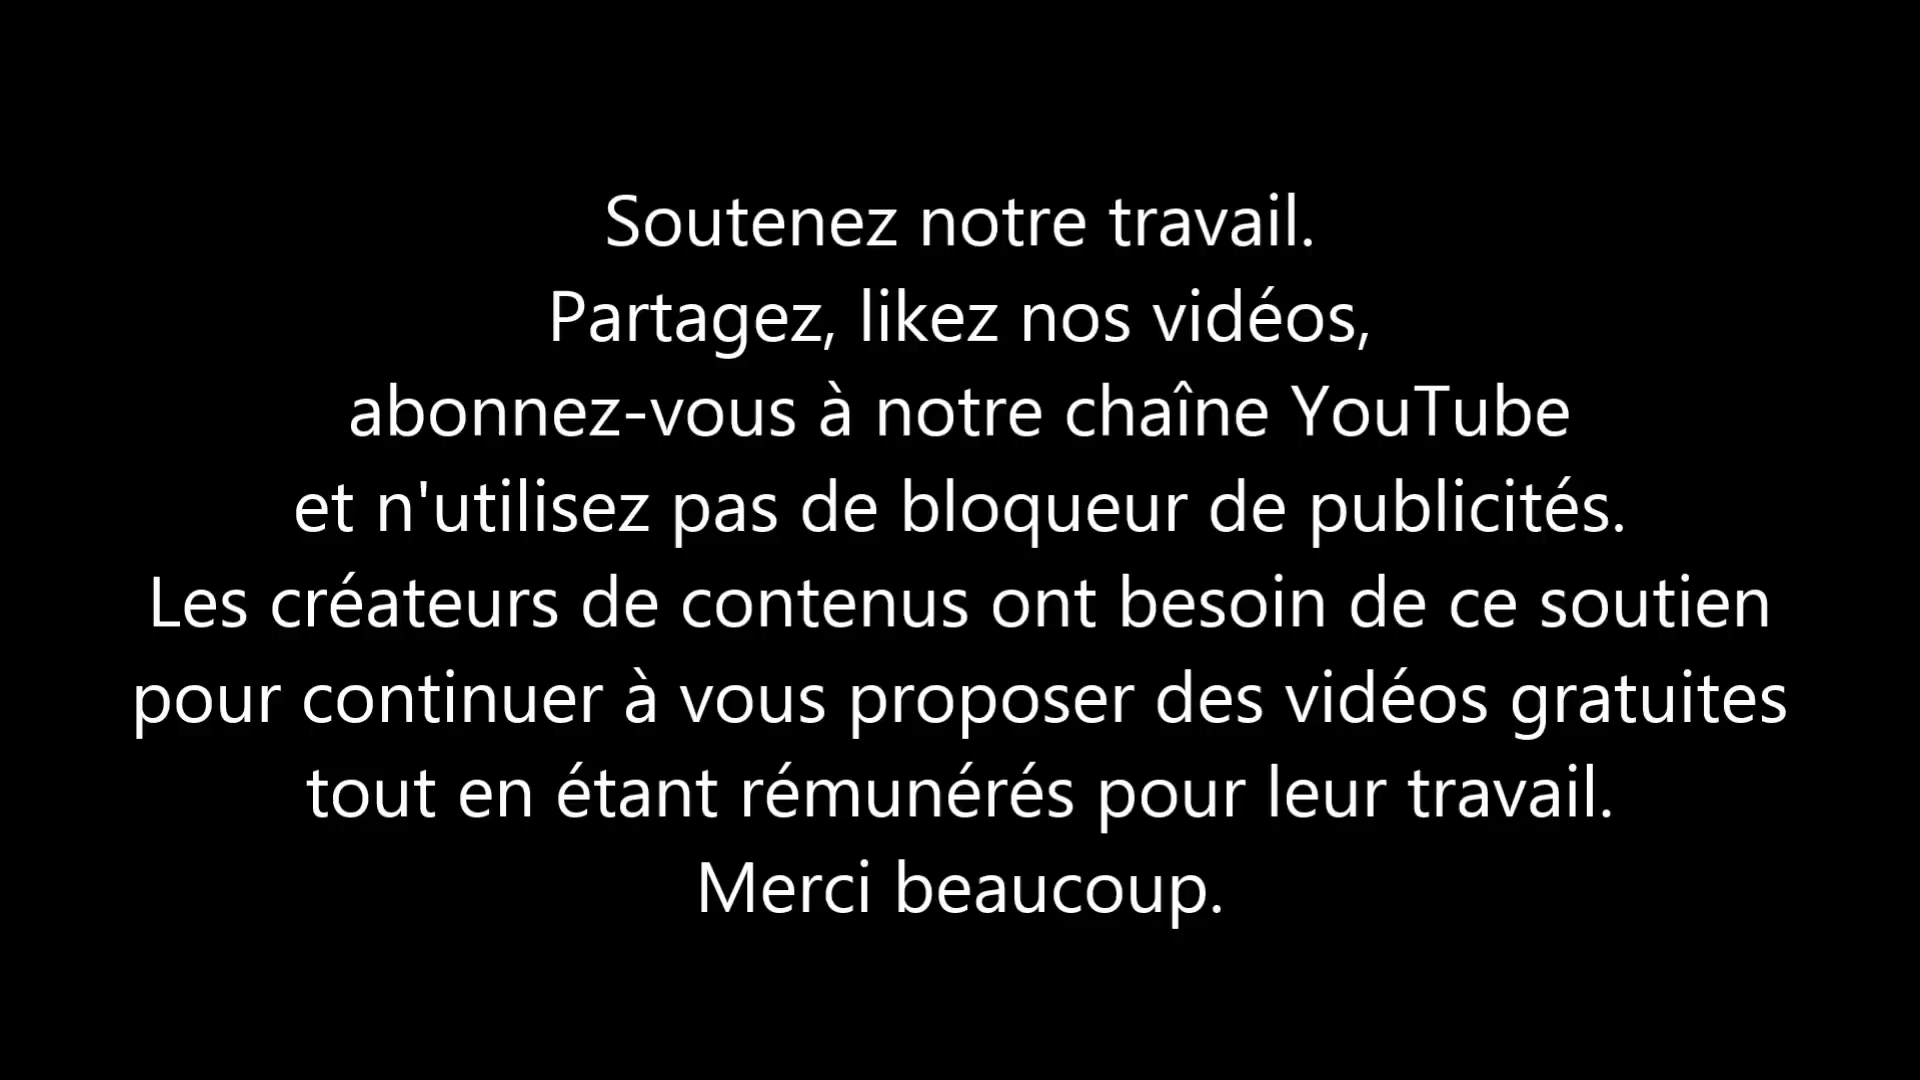 Soutenez notre travail.
Partagez, likez nos vidéos,
abonnez-vous à notre chaîne YouTube
et n'utilisez pas de bloqueur de publicités.
Les créateurs de contenus ont besoin de ce soutien
pour continuer à vous proposer des vidéos gratuites
tout en étant rémunérés pour leur travail.
Merci beaucoup.